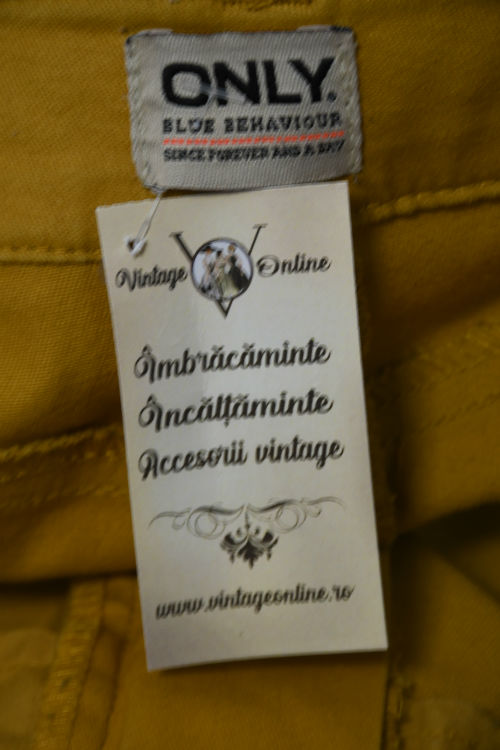 ONLY.
BLUE BEHAVIOUR
SINCE FOREVER AND A DAY
Vintage V Online
Îmbrăcăminte
Încălțăminte
Accesorii vintage
www.vintageonline.ro